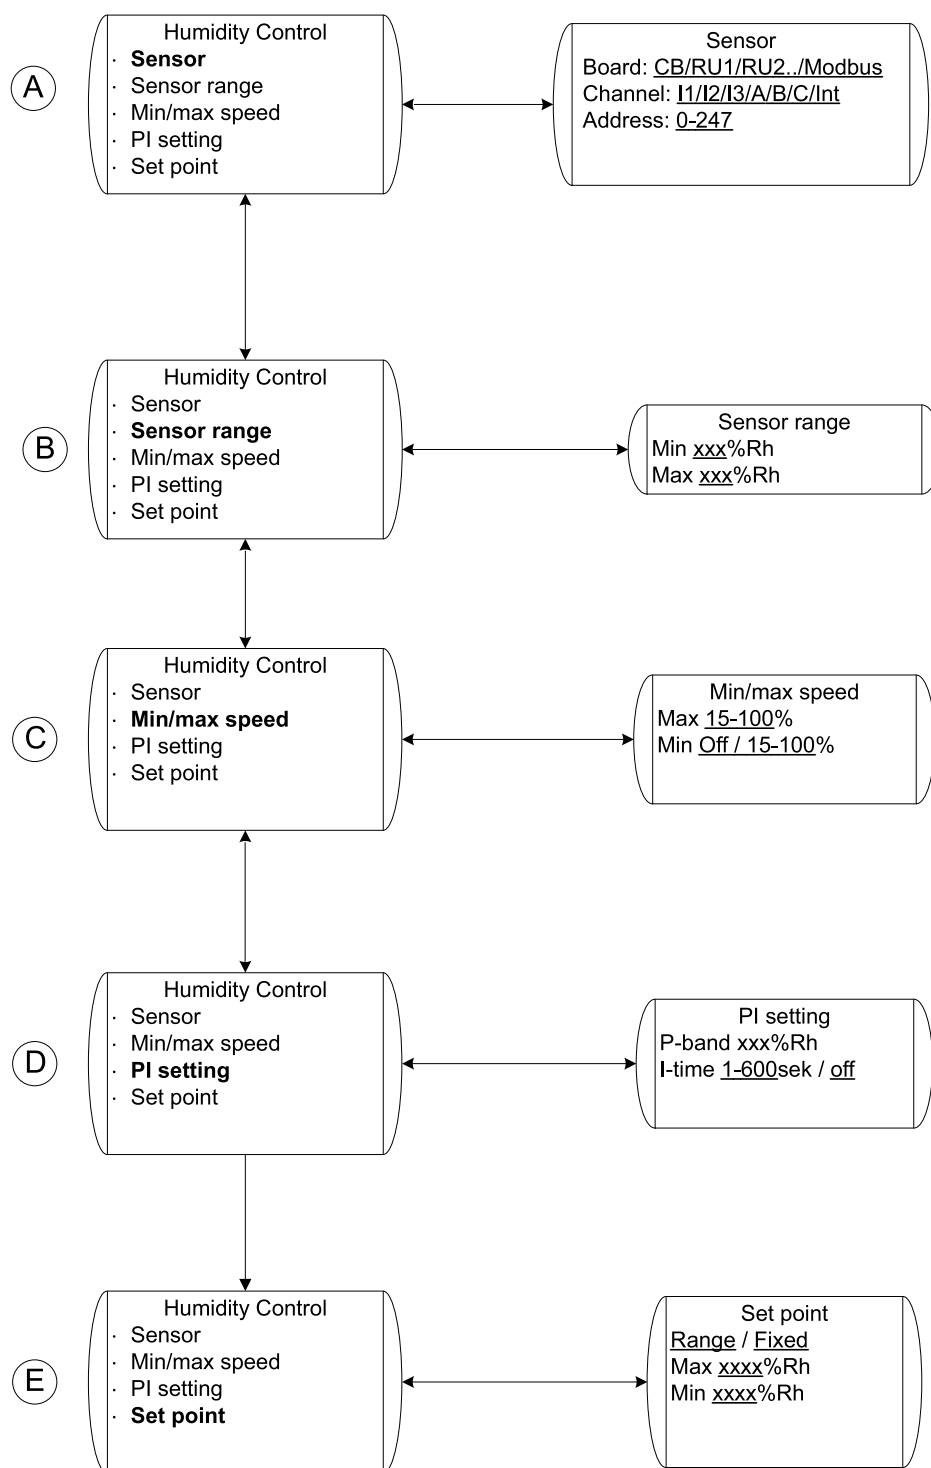 A
Humidity Control
· Sensor
· Sensor range
· Min/max speed
· PI setting
· Set point
Sensor
Board: CB/RU1/RU2../Modbus
Channel: I1/I2/I3/A/B/C/Int
Address: 0-247
B
Humidity Control
· Sensor
· Sensor range
· Min/max speed
· PI setting
· Set point
Sensor range
Min xxx%Rh
Max xxx%Rh
C
Humidity Control
· Sensor
· Min/max speed
· PI setting
· Set point
Min/max speed
Max 15-100%
Min Off / 15-100%
D
Humidity Control
· Sensor
· Min/max speed
· PI setting
· Set point
PI setting
P-band xxx%Rh
I-time 1-600sek / off
E
Humidity Control
· Sensor
· Min/max speed
· PI setting
· Set point
Set point
Range / Fixed
Max xxxx%Rh
Min xxxx%Rh